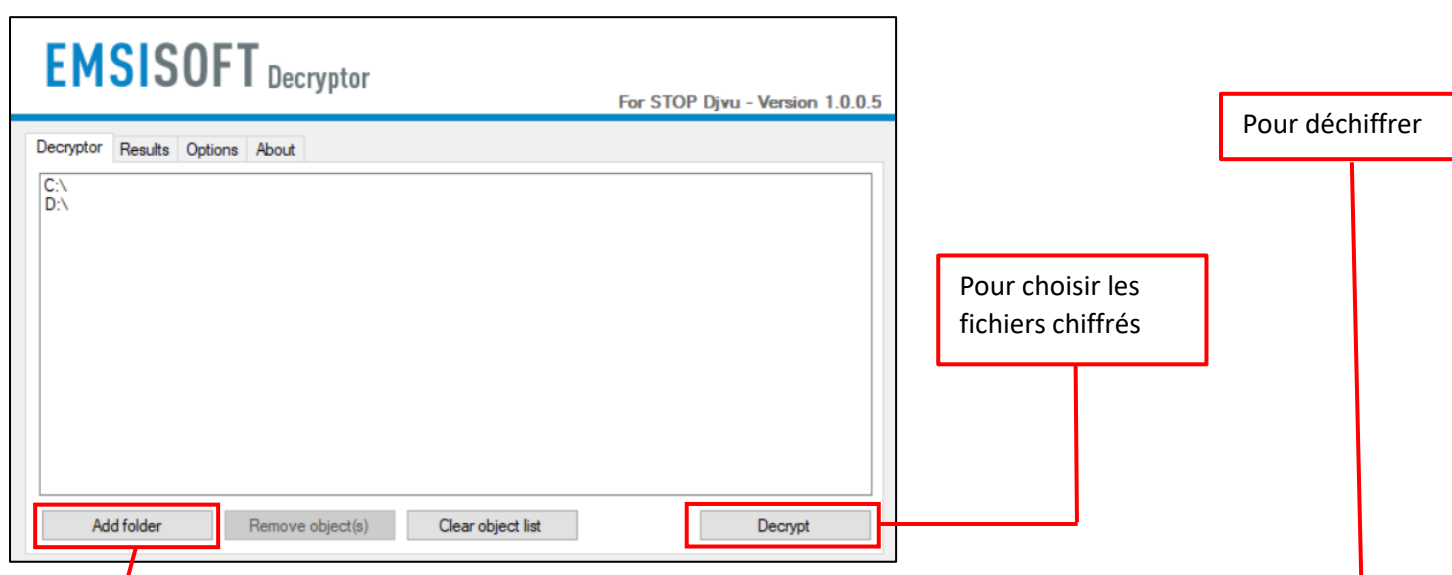 EMSISOFT Decryptor
For STOP Djvu - Version 1.0.0.5
Pour déchiffrer
Decryptor Results Options About
C:\
D:\
Pour choisir les
fichiers chiffrés
Add folder Remove object(s) Clear object list Decrypt